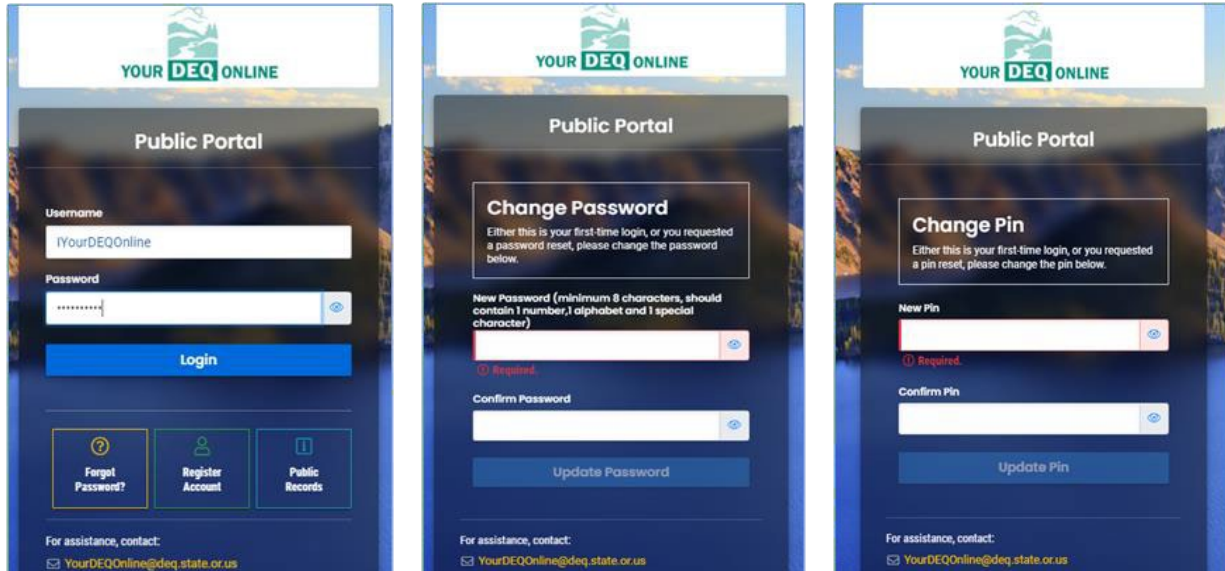 YOUR DEQ ONLINE
Public Portal
Username
IYourDEQOnline
Password
••••••••••
Login
Forgot
Password?
Register
Account
Public
Records
For assistance, contact:
YourDEQOnline@deq.state.or.us
YOUR DEQ ONLINE
Public Portal
Change Password
Either this is your first-time login, or you requested
a password reset, please change the password
below.
New Password (minimum 8 characters, should
contain 1 number,1 alphabet and 1 special
character)
Required.
Confirm Password
Update Password
For assistance, contact:
YourDEQOnline@deq.state.or.us
YOUR DEQ ONLINE
Public Portal
Change Pin
Either this is your first-time login, or you requested
a pin reset, please change the pin below.
New Pin
Required.
Confirm Pin
Update Pin
For assistance, contact:
YourDEQOnline@deq.state.or.us